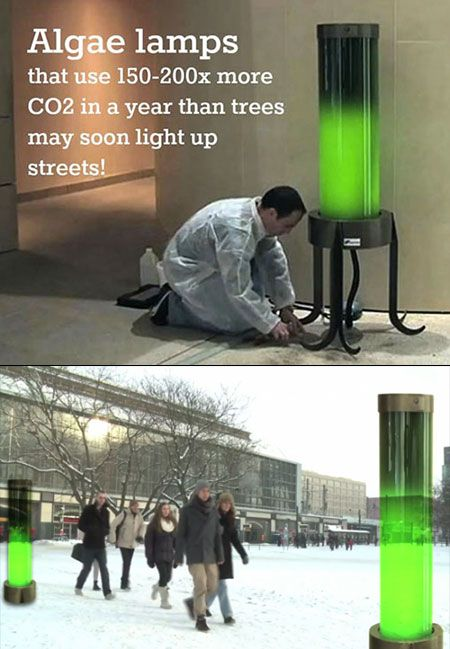 Algae lamps
that use 150-200x more
CO2 in a year than trees
may soon light up
streets!